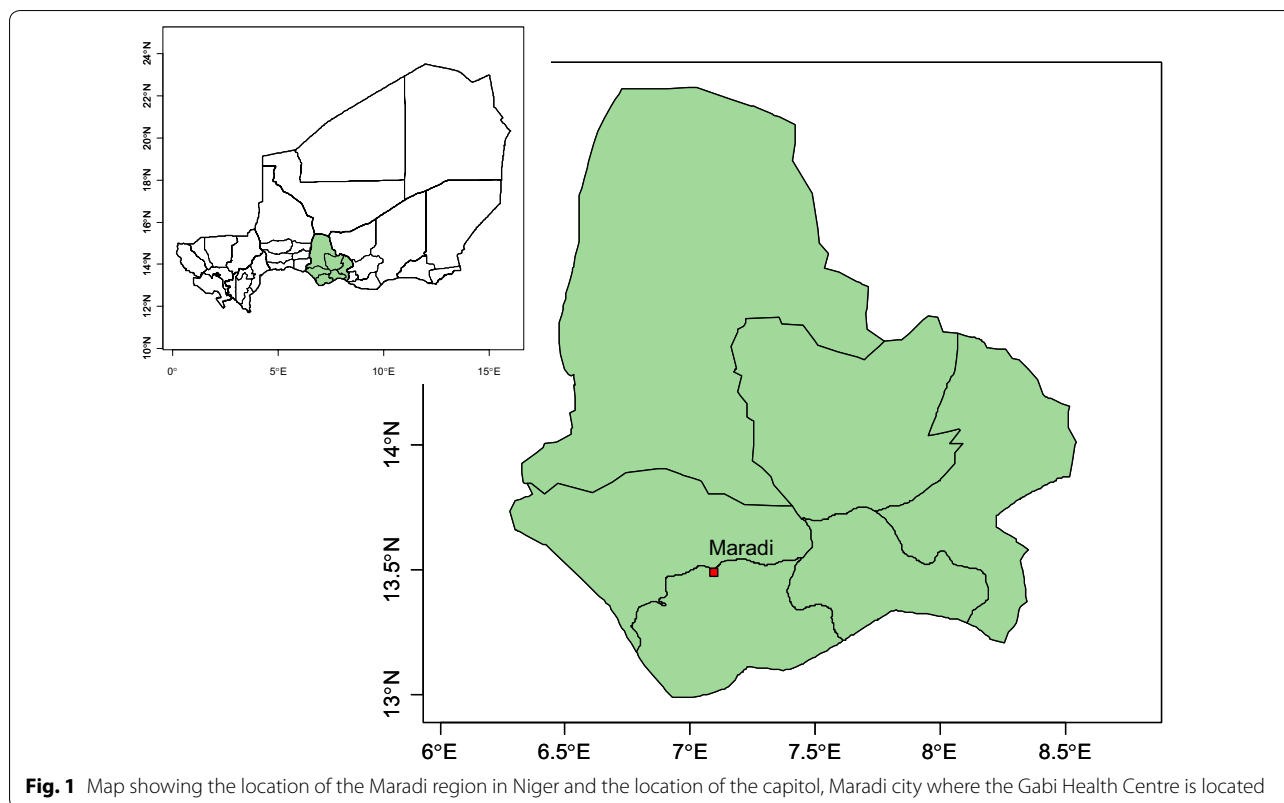 24°N
22°N
20°N
18°N
16°N
14°N
12°N
10°N
0°
5°E
10°E
15°E
14°N
13.5°N
13°N
Maradi
6°E
6.5°E
7°E
7.5°E
8°E
8.5°E
Fig. 1 Map showing the location of the Maradi region in Niger and the location of the capitol, Maradi city where the Gabi Health Centre is located